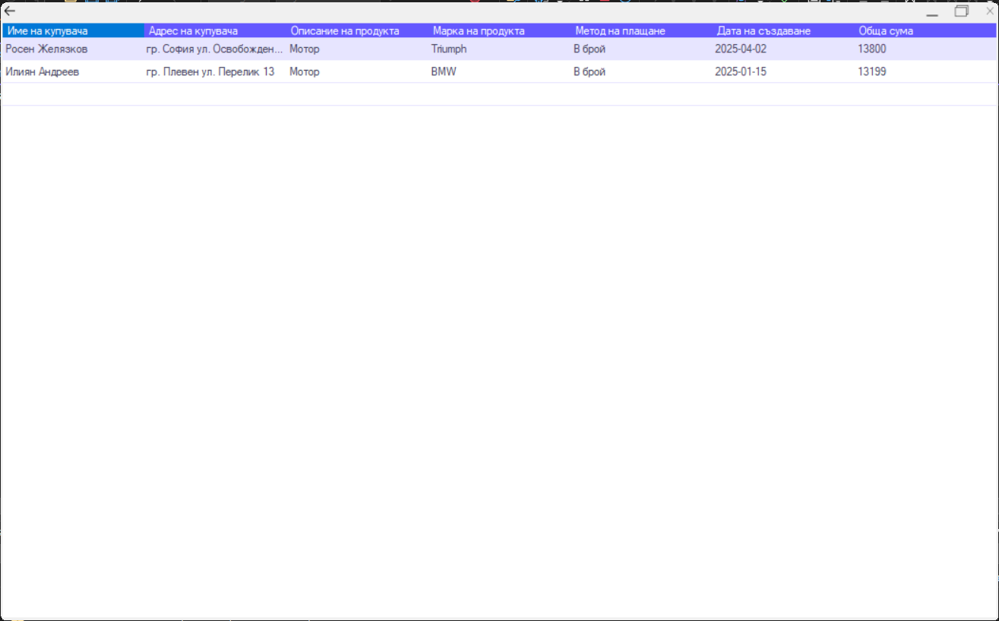 Име на купувача Адрес на купувача Описание на продукта Марка на продукта Метод на плащане Дата на създаване Обща сума
Росен Желязков гр. София ул. Освобожден... Мотор Triumph В брой 2025-04-02 13800
Илиян Андреев гр. Плевен ул. Перелик 13 Мотор BMW В брой 2025-01-15 13199